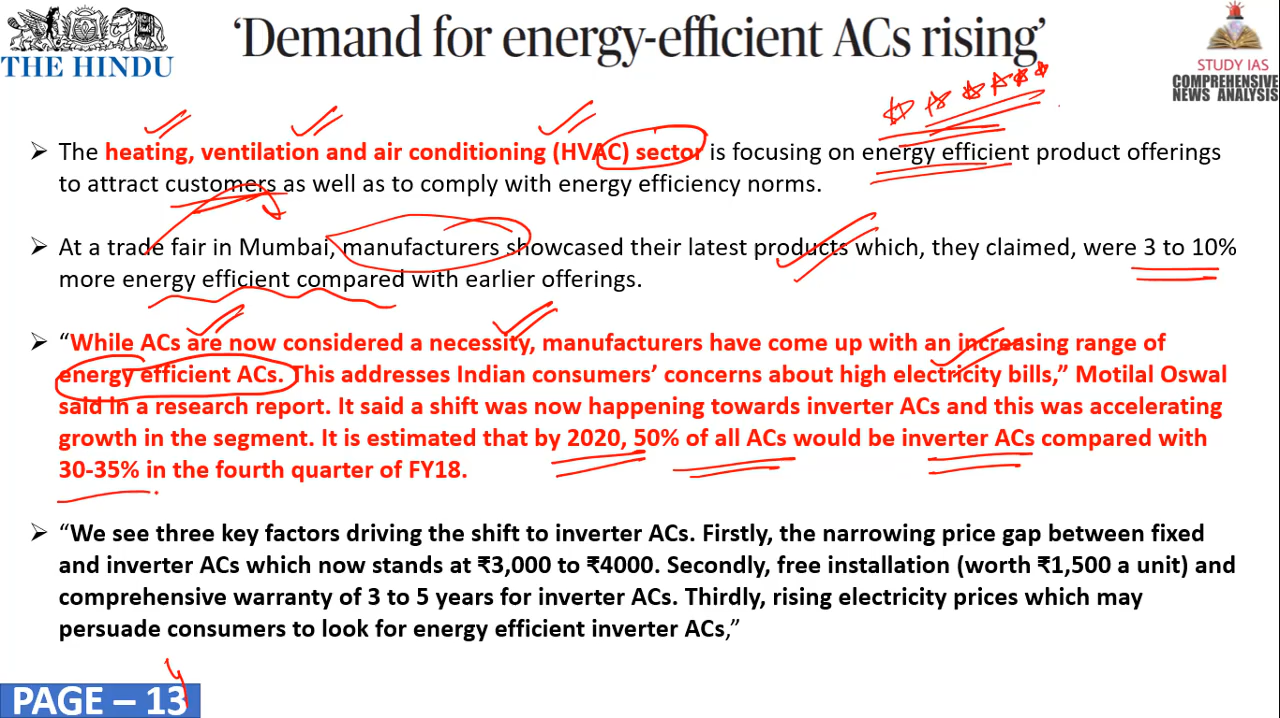 THE HINDU
‘Demand for energy-efficient ACs rising’
STUDY IAS
COMPREHENSIVE
NEWS ANALYSIS
➤ The heating, ventilation and air conditioning (HVAC) sector is focusing on energy efficient product offerings
to attract customers as well as to comply with energy efficiency norms.
➤ At a trade fair in Mumbai, manufacturers showcased their latest products which, they claimed, were 3 to 10%
more energy efficient compared with earlier offerings.
➤ “While ACs are now considered a necessity, manufacturers have come up with an increasing range of
energy efficient ACs. This addresses Indian consumers’ concerns about high electricity bills,” Motilal Oswal
said in a research report. It said a shift was now happening towards inverter ACs and this was accelerating
growth in the segment. It is estimated that by 2020, 50% of all ACs would be inverter ACs compared with
30-35% in the fourth quarter of FY18.
➤ “We see three key factors driving the shift to inverter ACs. Firstly, the narrowing price gap between fixed
and inverter ACs which now stands at ₹3,000 to ₹4000. Secondly, free installation (worth ₹1,500 a unit) and
comprehensive warranty of 3 to 5 years for inverter ACs. Thirdly, rising electricity prices which may
persuade consumers to look for energy efficient inverter ACs,”
PAGE – 13